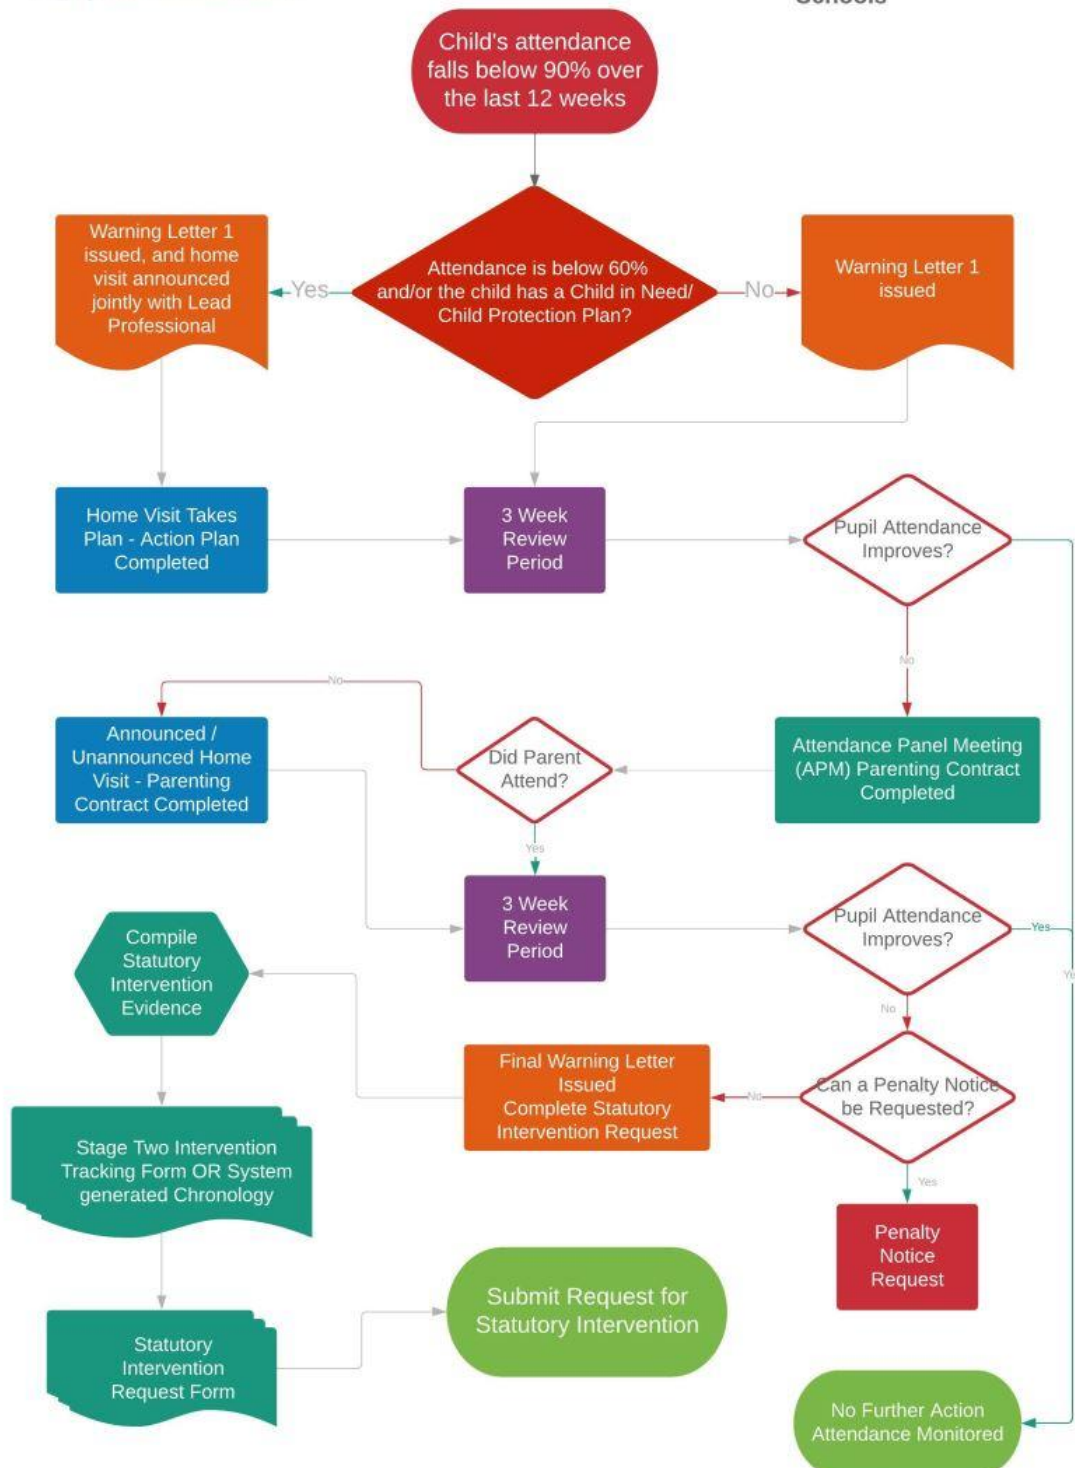 Schools
Child's attendance
falls below 90% over
the last 12 weeks
Warning Letter 1
issued, and home
visit announced
jointly with Lead
Professional
Yes
Attendance is below 60%
and/or the child has a Child in Need/
Child Protection Plan?
No
Warning Letter 1
issued
Home Visit Takes
Plan - Action Plan
Completed
3 Week
Review
Period
Pupil Attendance
Improves?
No
No
Announced /
Unannounced Home
Visit - Parenting
Contract Completed
Did Parent
Attend?
Attendance Panel Meeting
(APM) Parenting Contract
Completed
Yes
3 Week
Review
Period
Pupil Attendance
Improves?
Yes
Compile
Statutory
Intervention
Evidence
No
Final Warning Letter
Issued
Complete Statutory
Intervention Request
No
Can a Penalty Notice
be Requested?
Stage Two Intervention
Tracking Form OR System
generated Chronology
Yes
Penalty
Notice
Request
Submit Request for
Statutory Intervention
Statutory
Intervention
Request Form
No Further Action
Attendance Monitored